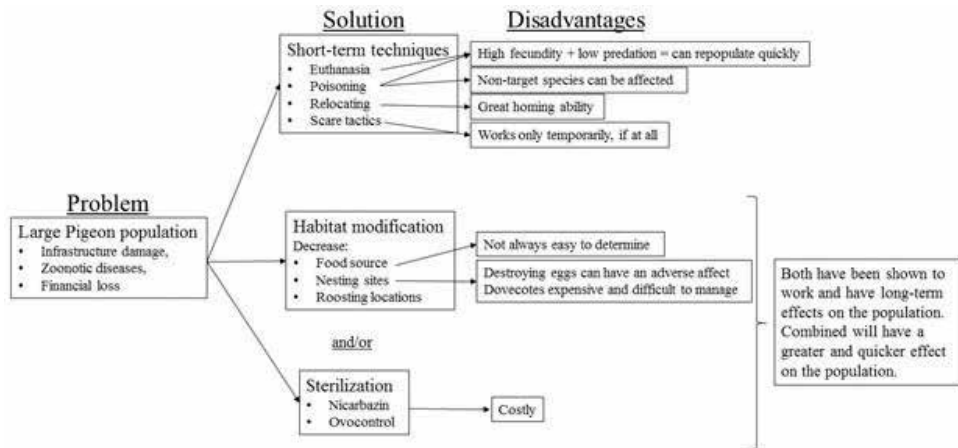 Solution
Disadvantages
Short-term techniques
• Euthanasia
• Poisoning
• Relocating
• Scare tactics
High fecundity + low predation = can repopulate quickly
Non-target species can be affected
Great homing ability
Works only temporarily, if at all
Problem
Large Pigeon population
• Infrastructure damage,
• Zoonotic diseases,
• Financial loss
Habitat modification
Decrease:
• Food source
• Nesting sites
• Roosting locations
Not always easy to determine
Destroying eggs can have an adverse affect
Dovecotes expensive and difficult to manage
and/or
Sterilization
• Nicarbazin
• Ovocontrol
Costly
Both have been shown to
work and have long-term
effects on the population.
Combined will have a
greater and quicker effect
on the population.